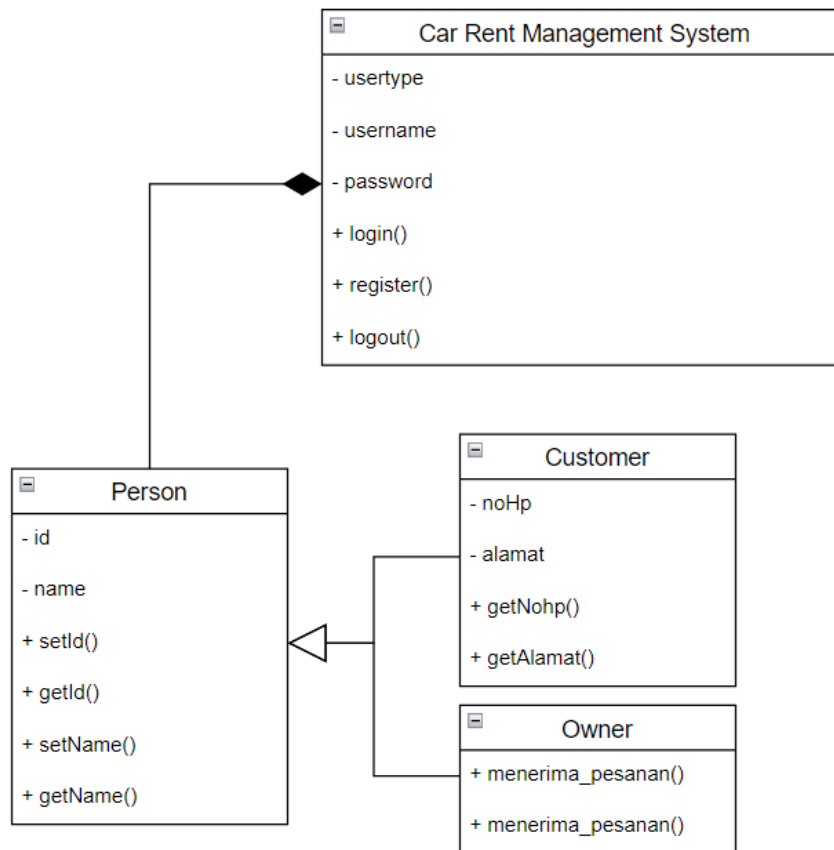 Car Rent Management System
- usertype
- username
- password
+ login()
+ register()
+ logout()
Person
- id
- name
+ setId()
+ getId()
+ setName()
+ getName()
Customer
- noHp
- alamat
+ getNohp()
+ getAlamat()
Owner
+ menerima_pesanan()
+ menerima_pesanan()